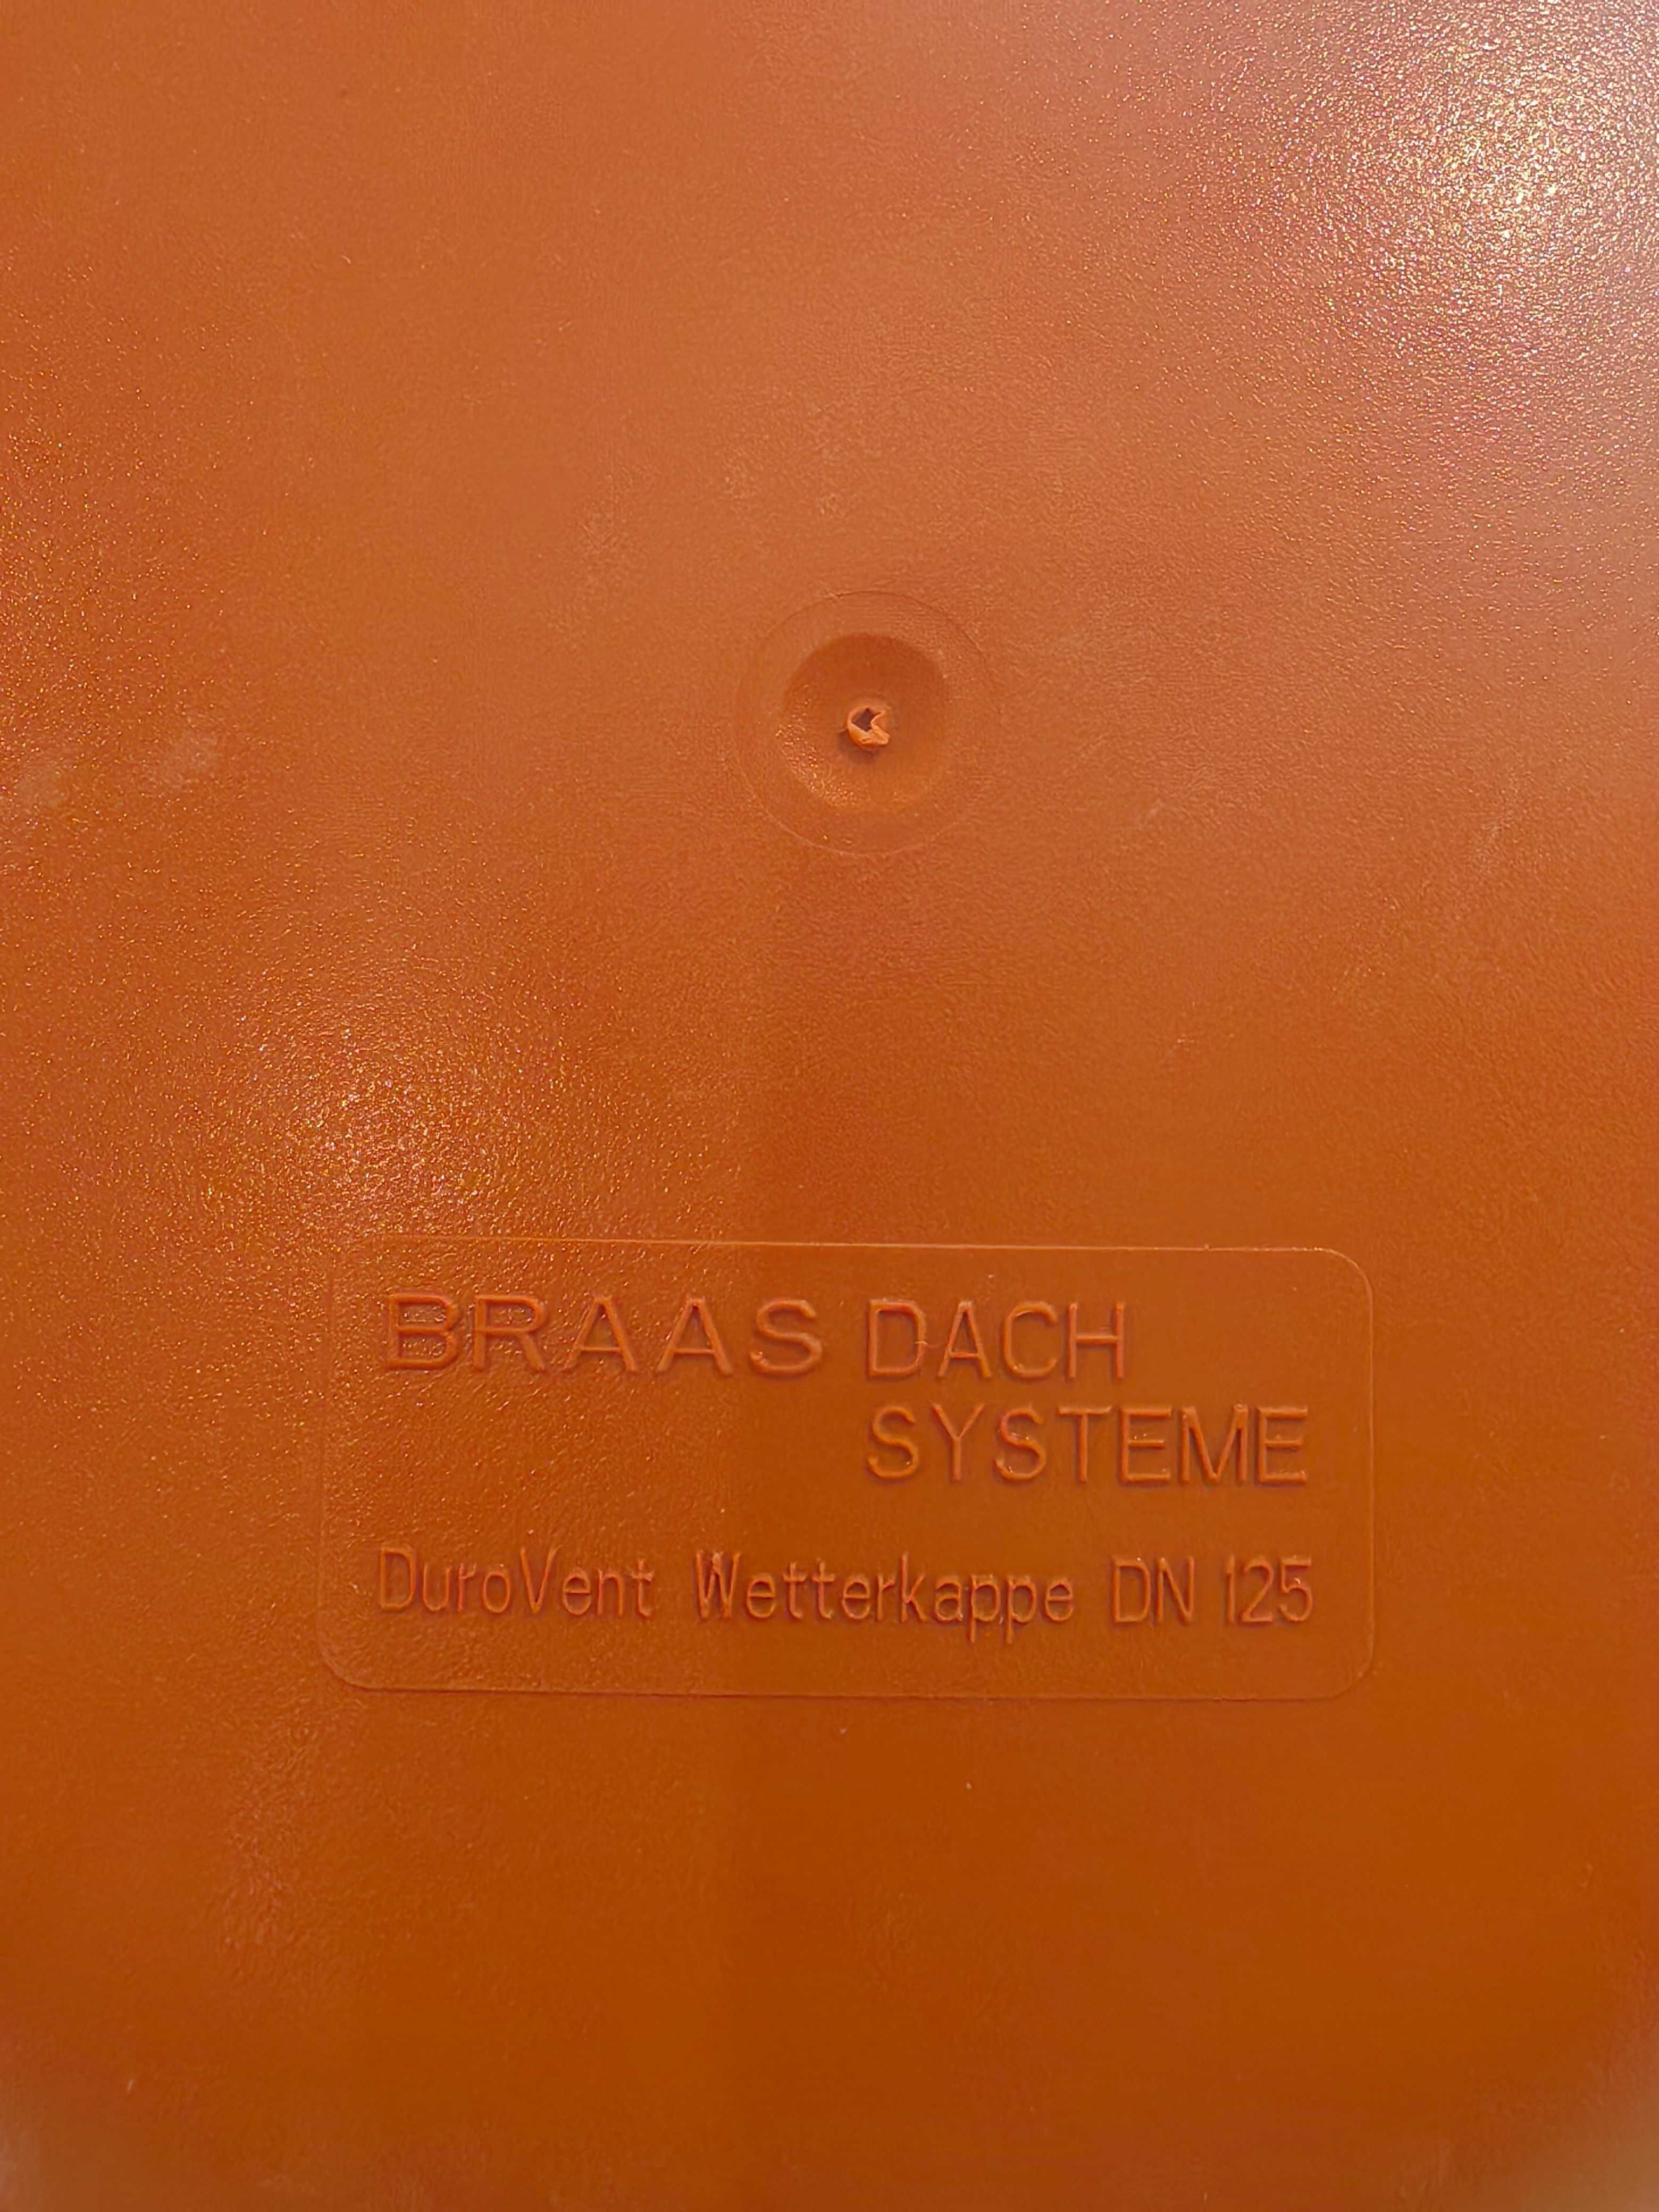 BRAAS DACH
SYSTEME
DuroVent Wetterkappe DN 125